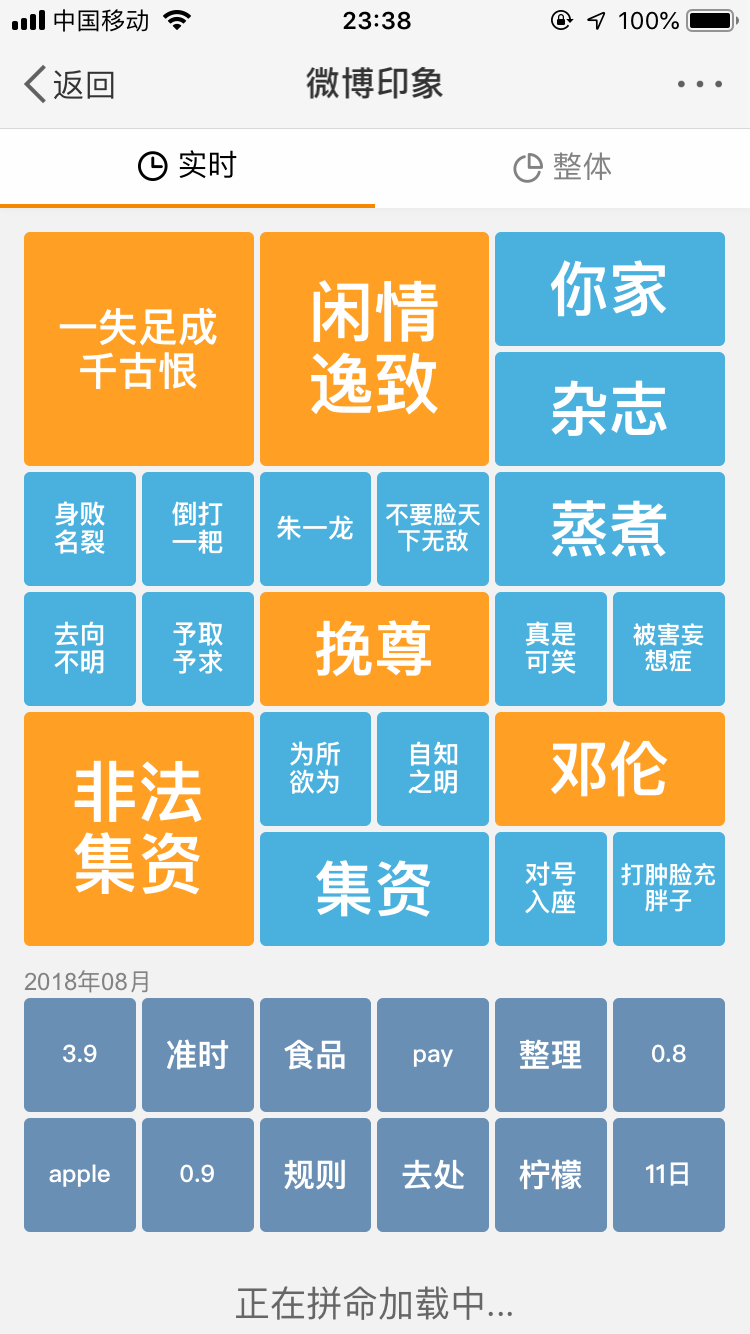 中国移动 23:38 100%
返回 微博印象
实时 整体
一失足成
千古恨
闲情
逸致
你家
杂志
身败
名裂
倒打
一耙
朱一龙
不要脸天
下无敌
蒸煮
去向
不明
予取
予求
挽尊
真是
可笑
被害妄
想症
非法
集资
为所
欲为
自知
之明
邓伦
集资
对号
入座
打肿脸充
胖子
2018年08月
3.9 准时 食品 pay 整理 0.8
apple 0.9 规则 去处 柠檬 11日
正在拼命加载中...